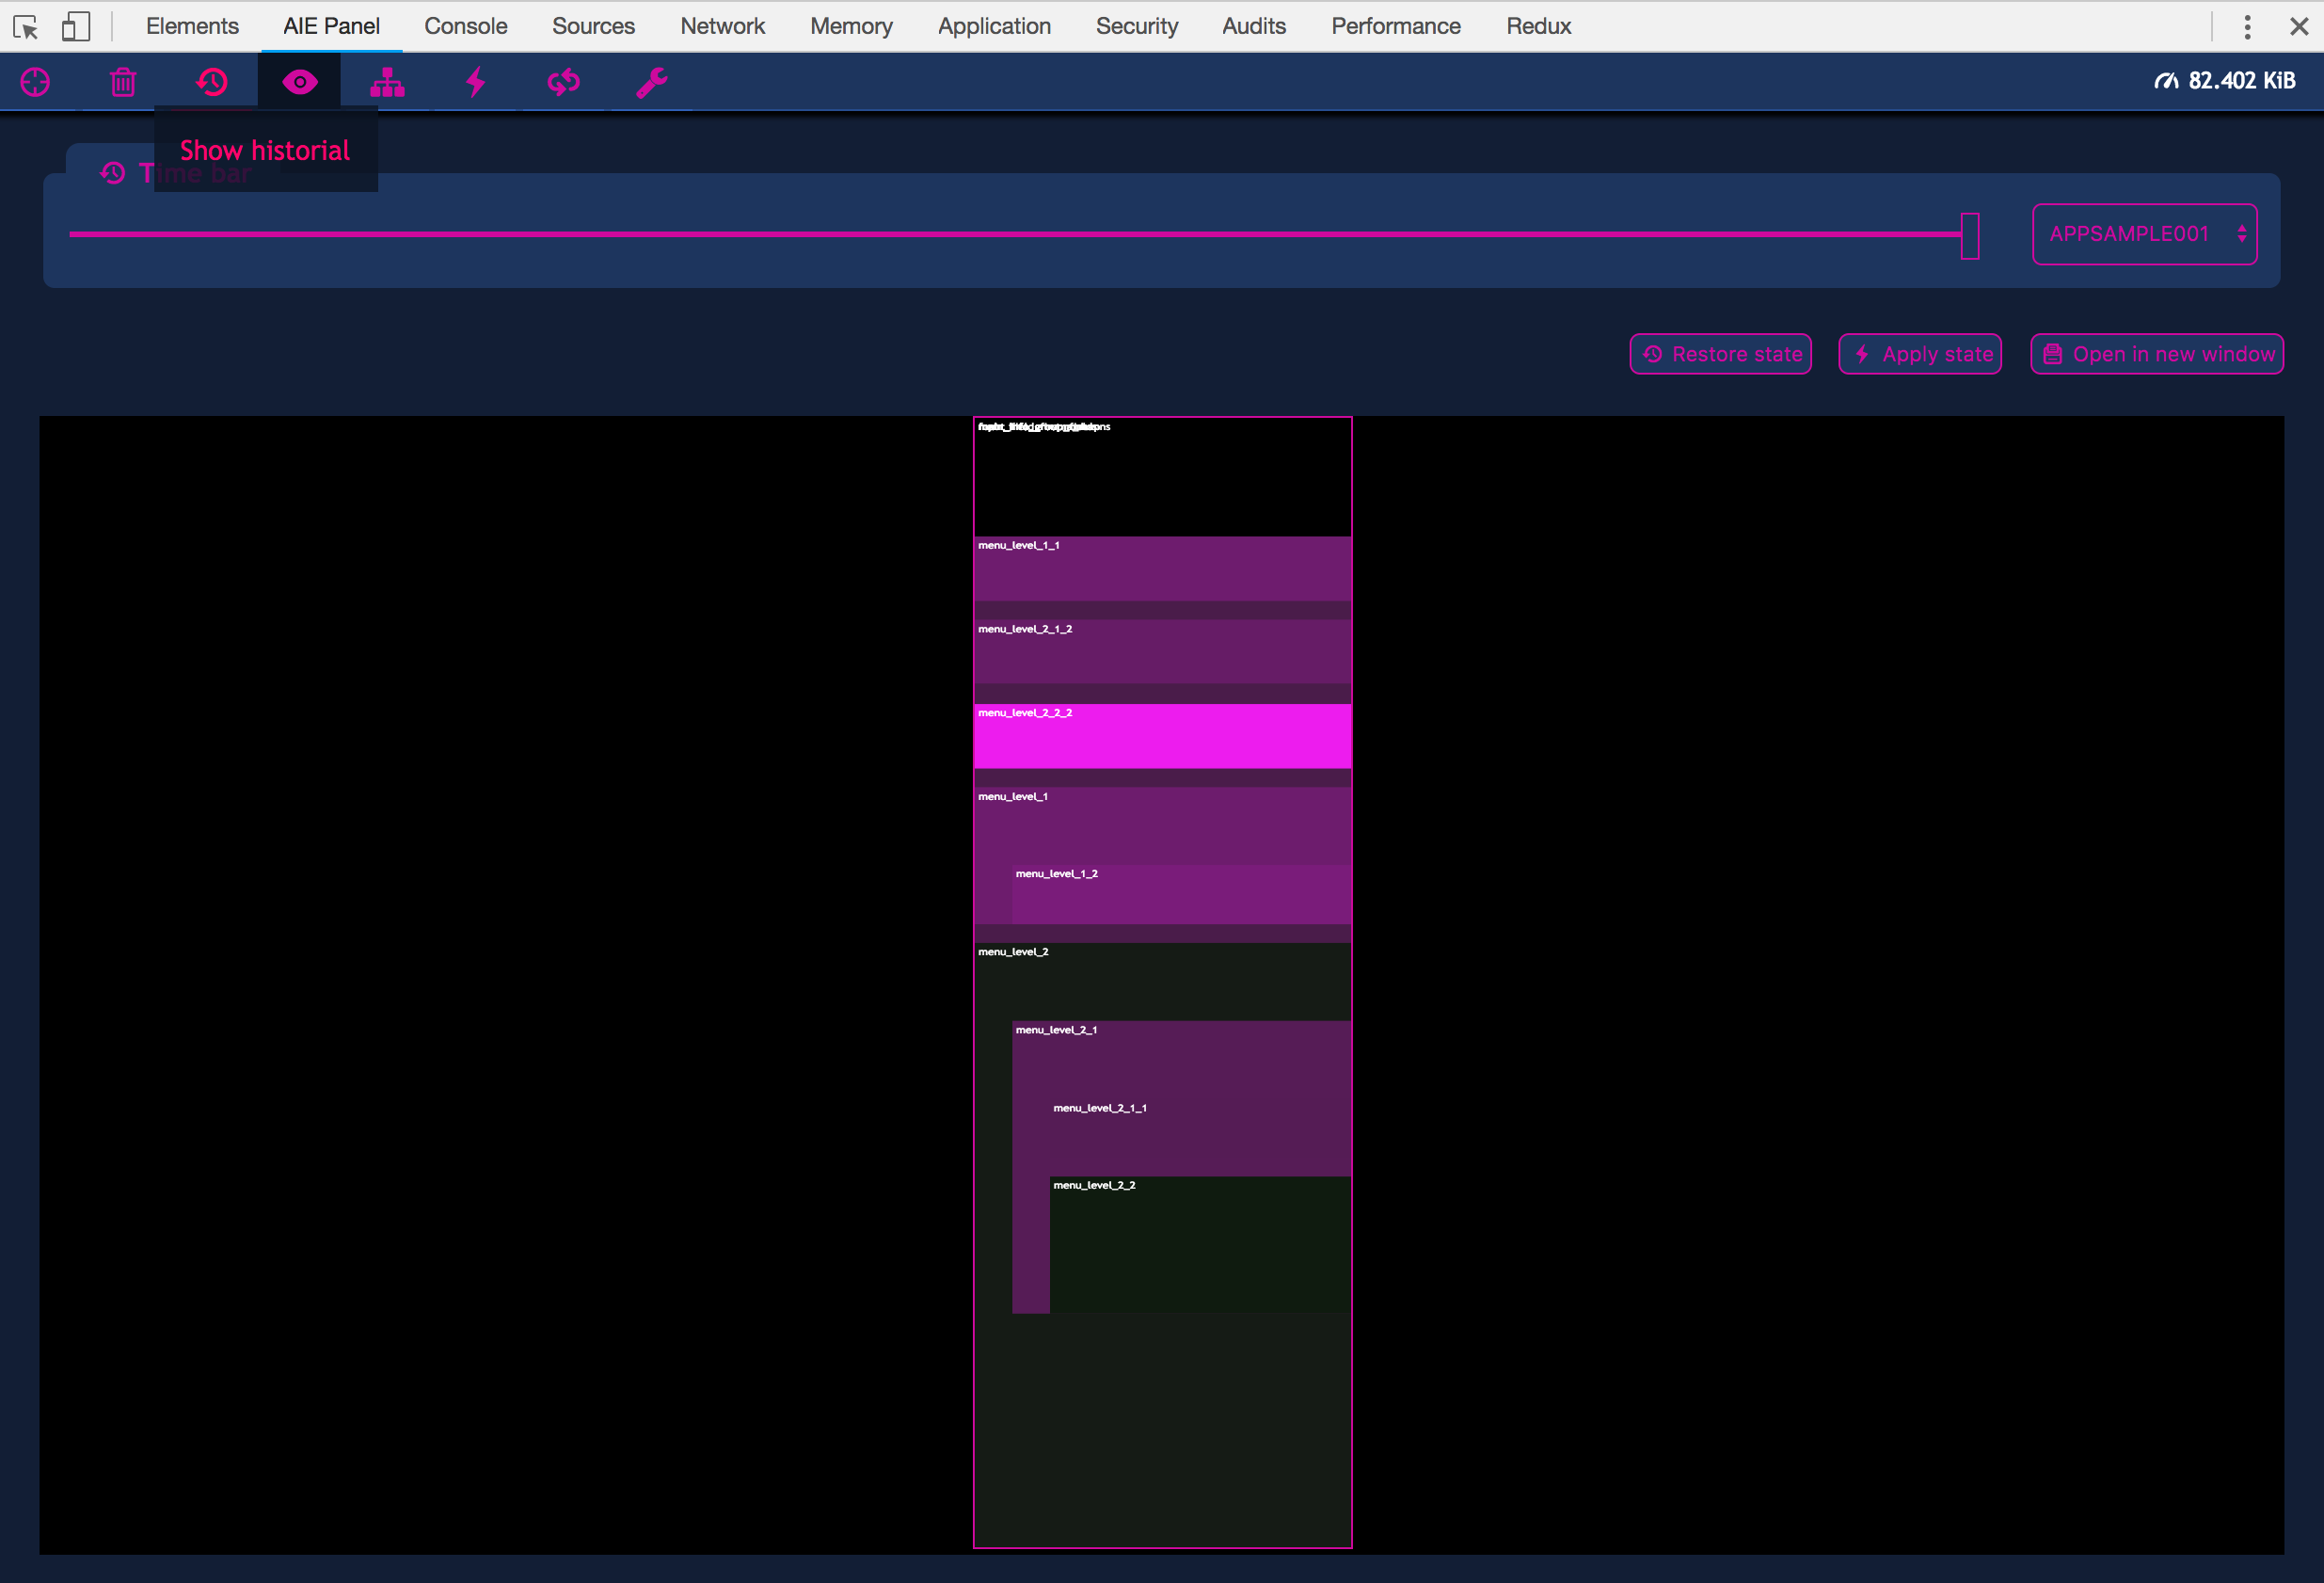 Elements AIE Panel Console Sources Network Memory Application Security Audits Performance Redux
82.402 KiB
Show historial
Time bar
APPSAMPLE001
Restore state Apply state Open in new window
menu_level_1_1
menu_level_2_1_2
menu_level_2_2_2
menu_level_1
menu_level_1_2
menu_level_2
menu_level_2_1
menu_level_2_1_1
menu_level_2_2